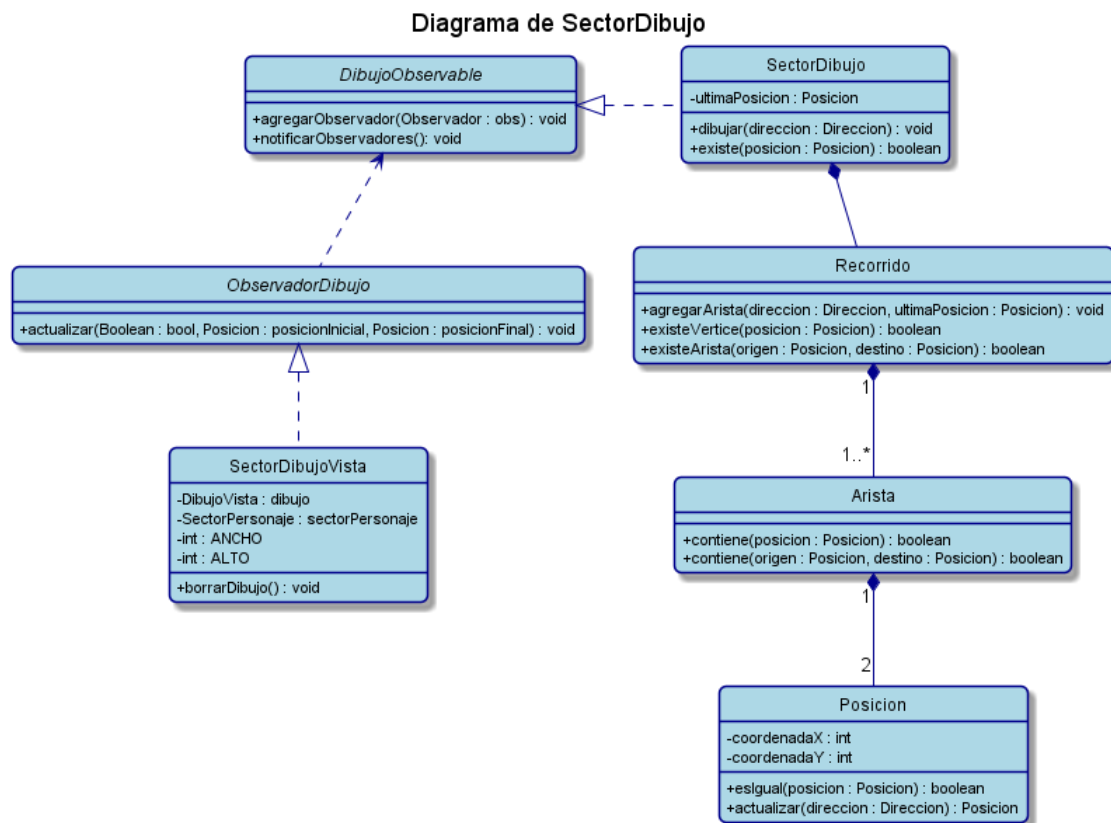 Diagrama de SectorDibujo
DibujoObservable
+agregarObservador(Observador : obs) : void
+notificarObservadores(): void
SectorDibujo
-ultimaPosicion : Posicion
+dibujar(direccion : Direccion) : void
+existe(posicion : Posicion) : boolean
ObservadorDibujo
+actualizar(Boolean : bool, Posicion : posicionInicial, Posicion : posicionFinal) : void
Recorrido
+agregarArista(direccion : Direccion, ultimaPosicion : Posicion) : void
+existeVertice(posicion : Posicion) : boolean
+existeArista(origen : Posicion, destino : Posicion) : boolean
1
1..*
SectorDibujoVista
-DibujoVista : dibujo
-SectorPersonaje : sectorPersonaje
-int : ANCHO
-int : ALTO
+borrarDibujo() : void
Arista
+contiene(posicion : Posicion) : boolean
+contiene(origen : Posicion, destino : Posicion) : boolean
1
2
Posicion
-coordenadaX : int
-coordenadaY : int
+esIgual(posicion : Posicion) : boolean
+actualizar(direccion : Direccion) : Posicion